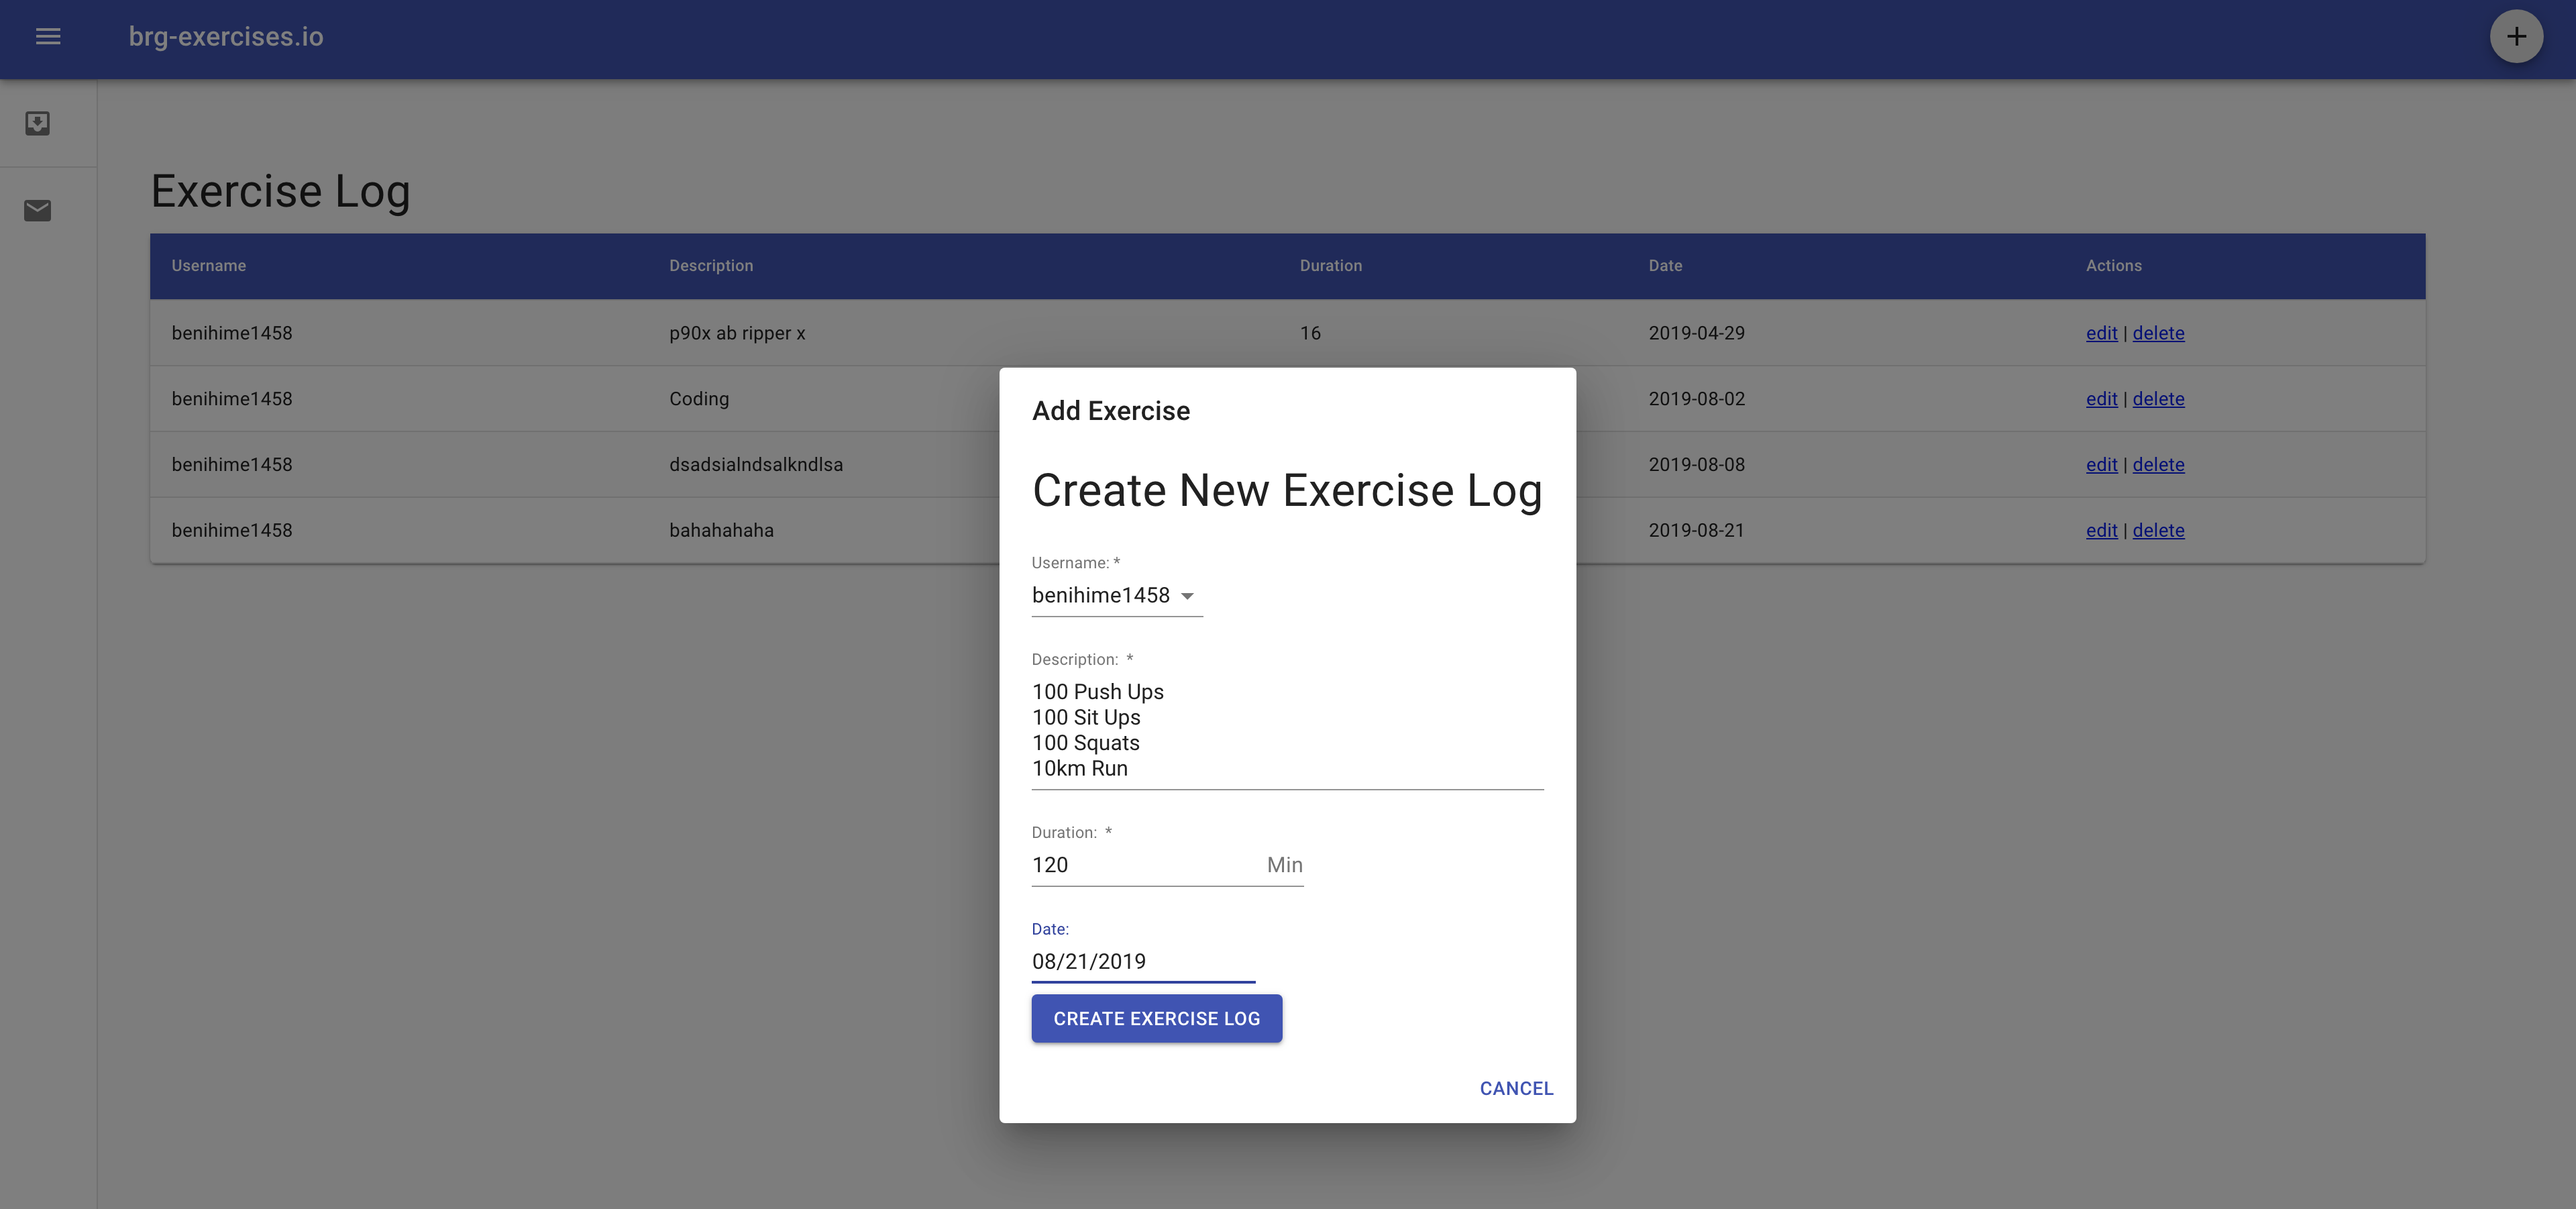 brg-exercises.io
Exercise Log
Username Description Duration Date Actions
benihime1458 p90x ab ripper x 16 2019-04-29 edit | delete
benihime1458 Coding 2019-08-02 edit | delete
benihime1458 dsadsialndsalkndlsa 2019-08-08 edit | delete
benihime1458 bahahahaha 2019-08-21 edit | delete
Add Exercise
Create New Exercise Log
Username: *
benihime1458
Description: *
100 Push Ups
100 Sit Ups
100 Squats
10km Run
Duration: *
120 Min
Date:
08/21/2019
CREATE EXERCISE LOG
CANCEL